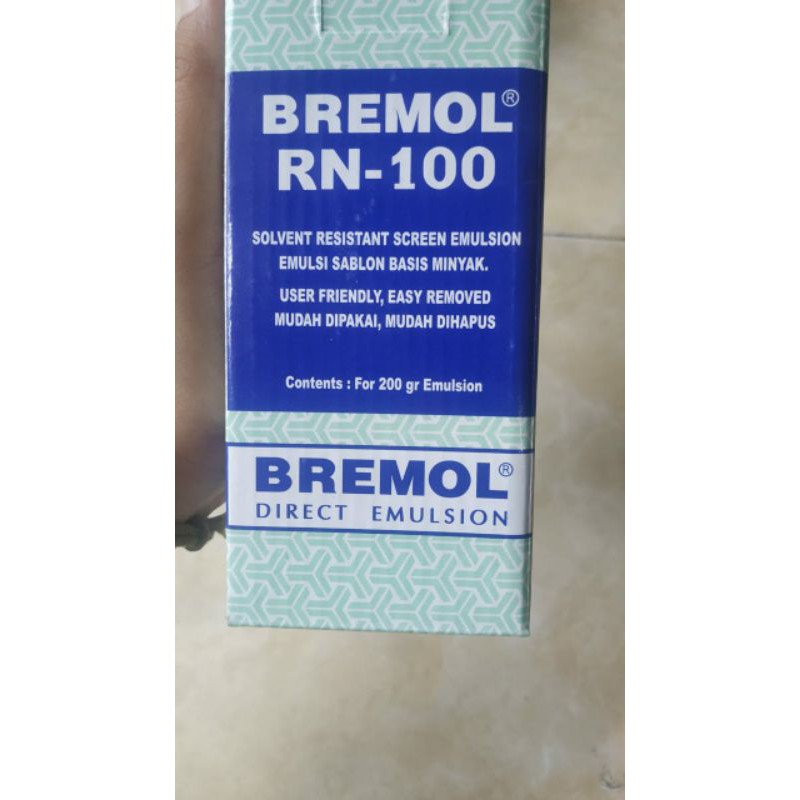 BREMOL®
RN-100
SOLVENT RESISTANT SCREEN EMULSION
EMULSI SABLON BASIS MINYAK.
USER FRIENDLY, EASY REMOVED
MUDAH DIPAKAI, MUDAH DIHAPUS
Contents : For 200 gr Emulsion
BREMOL®
DIRECT EMULSION